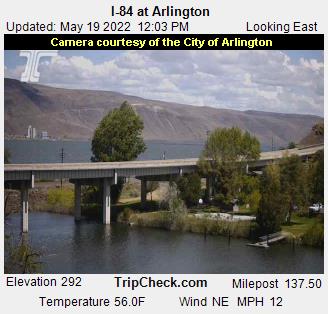 I-84 at Arlington
Updated: May 19 2022 12:03 PM Looking East
Camera courtesy of the City of Arlington
Elevation 292 TripCheck.com Milepost 137.50
Temperature 56.0F Wind NE MPH 12